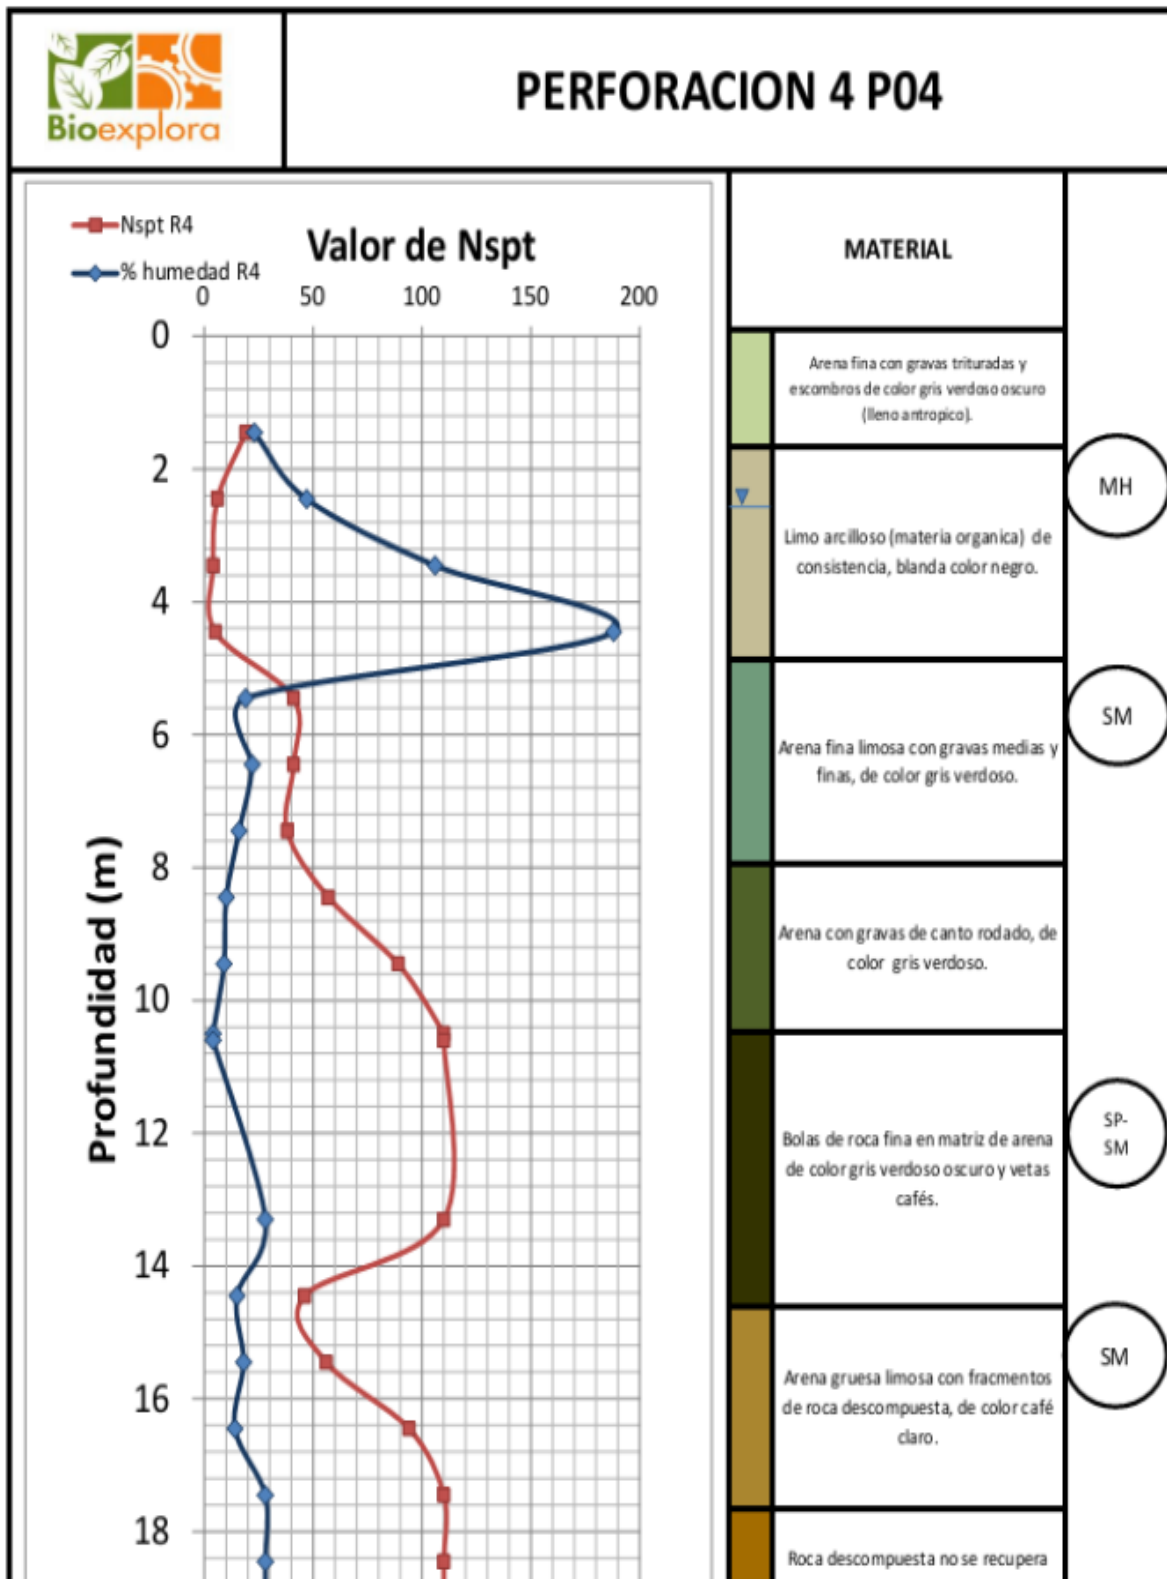 Bioexplora
PERFORACION 4 P04
Nspt R4
% humedad R4
Valor de Nspt
0 50 100 150 200
Profundidad (m)
0
2
4
6
8
10
12
14
16
18
MATERIAL
Arena fina con gravas trituradas y
escombros de color gris verdoso oscuro
(lleno antropico).
Limo arcilloso (materia organica) de
consistencia, blanda color negro.
MH
Arena fina limosa con gravas medias y
finas, de color gris verdoso.
SM
Arena con gravas de canto rodado, de
color gris verdoso.
Bolas de roca fina en matriz de arena
de color gris verdoso oscuro y vetas
cafés.
SP-
SM
Arena gruesa limosa con fracmentos
de roca descompuesta, de color café
claro.
SM
Roca descompuesta no se recupera